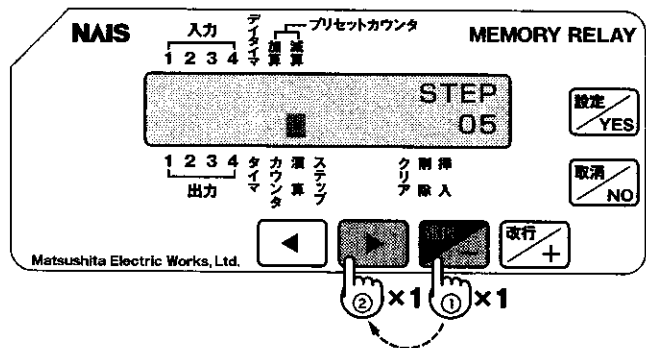 NAiS
入力
1 2 3 4
デイタイマ
加算
減算
プリセットカウンタ
MEMORY RELAY
STEP
05
設定
YES
1 2 3 4
出力
タイマ
カウンタ
演算
ステップ
クリア
削除
挿入
取消
NO
◀
▶
−
改行
+
Matsushita Electric Works, Ltd.
② ×1
① ×1